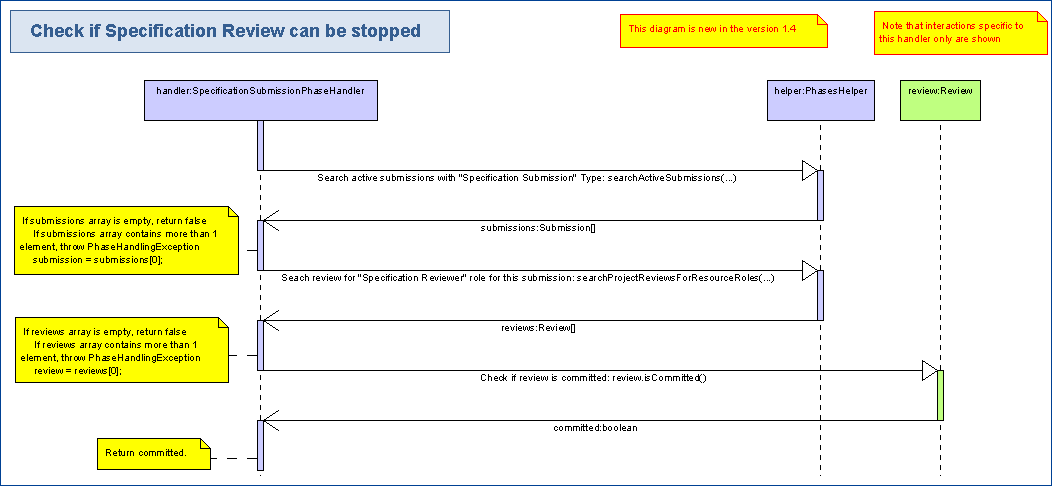 Check if Specification Review can be stopped
This diagram is new in the version 1.4
Note that interactions specific to
this handler only are shown
handler:SpecificationSubmissionPhaseHandler
helper:PhasesHelper
review:Review
Search active submissions with "Specification Submission" Type: searchActiveSubmissions(...)
If submissions array is empty, return false
If submissions array contains more than 1
element, throw PhaseHandlingException
submission = submissions[0];
submissions:Submission[]
Seach review for "Specification Reviewer" role for this submission: searchProjectReviewsForResourceRoles(...)
If reviews array is empty, return false
If reviews array contains more than 1
element, throw PhaseHandlingException
review = reviews[0];
reviews:Review[]
Check if review is committed: review.isCommitted()
committed:boolean
Return committed.